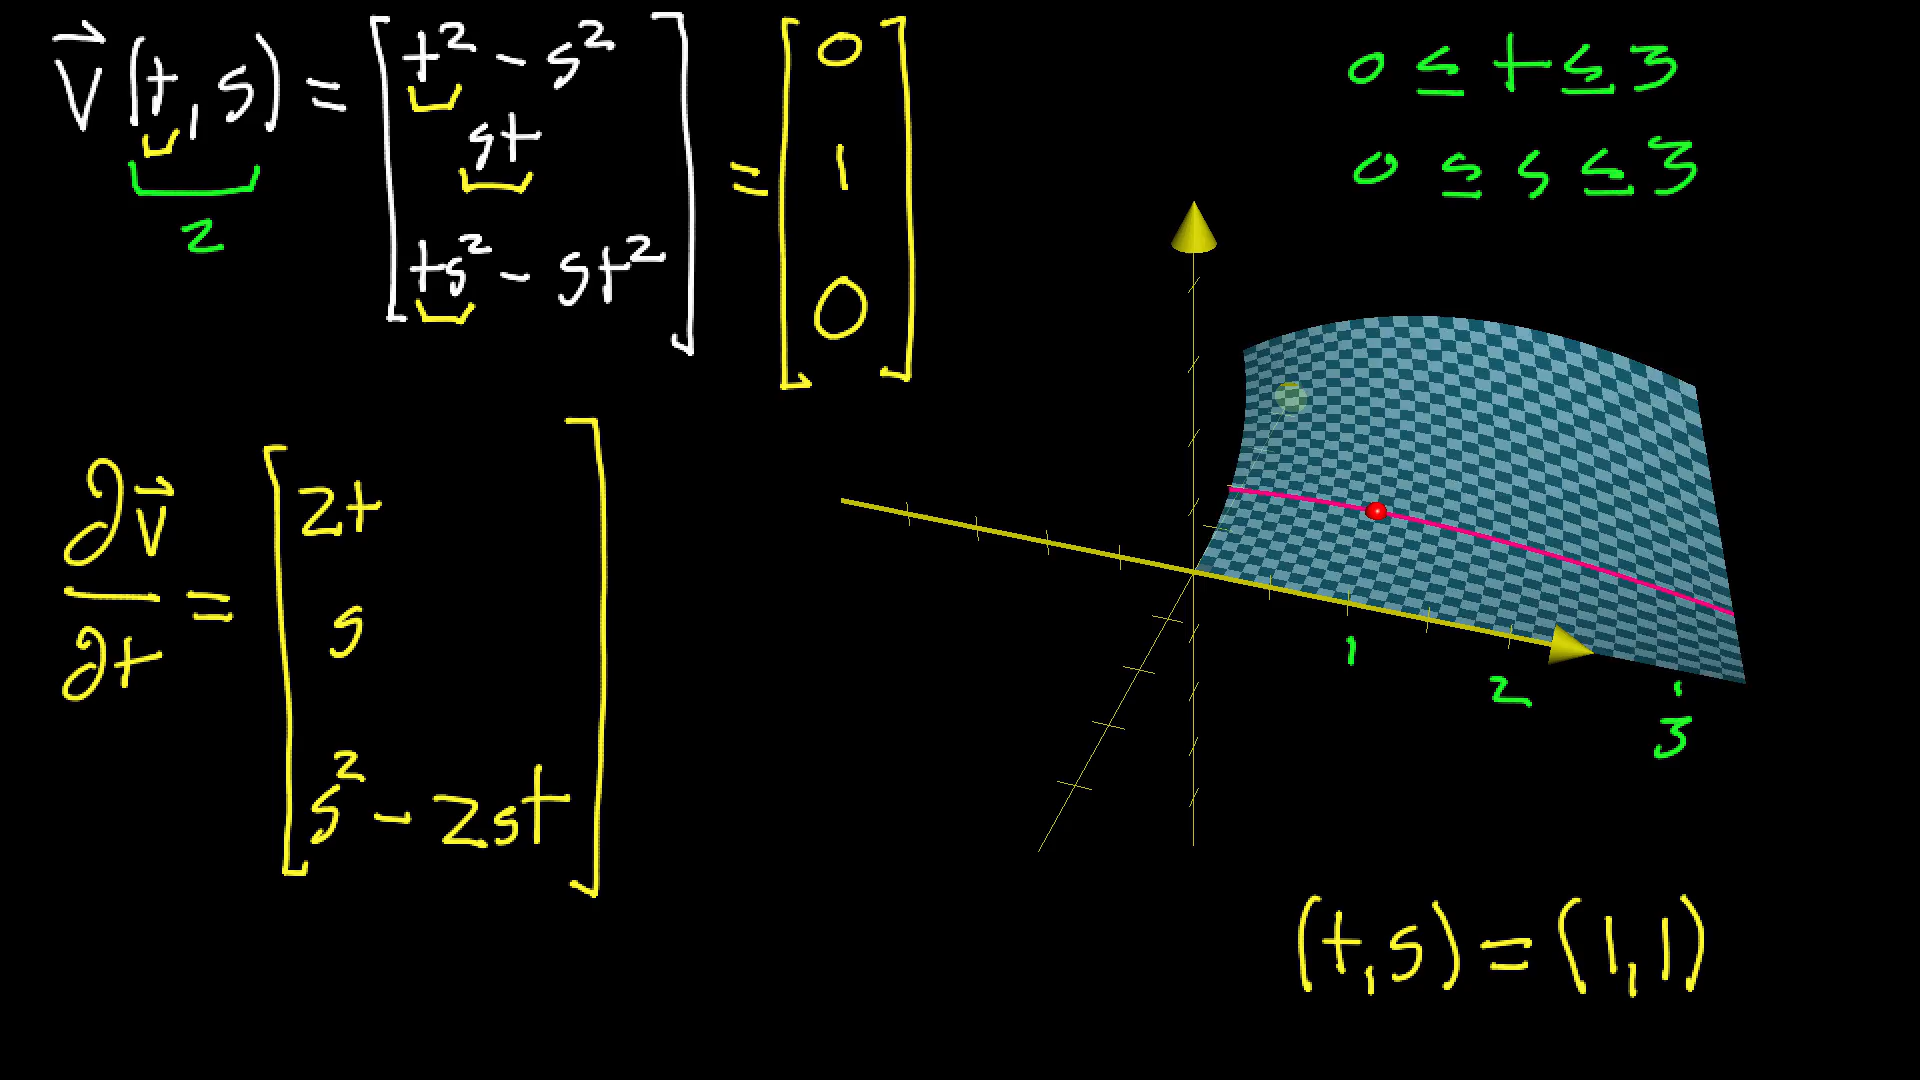 v⃗(t,s) = [t² - s² st ts² - st²] = [0 1 0]
2
0 ≤ t ≤ 3
0 ≤ s ≤ 3
∂v⃗/∂t = [2t s s² - 2st]
1
2
3
(t,s) = (1,1)